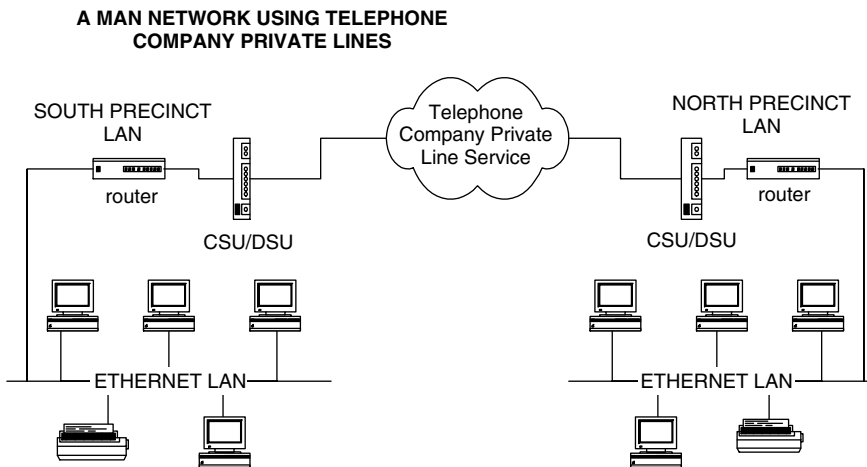 A MAN NETWORK USING TELEPHONE
COMPANY PRIVATE LINES
SOUTH PRECINCT
LAN
router
CSU/DSU
Telephone
Company Private
Line Service
NORTH PRECINCT
LAN
router
CSU/DSU
ETHERNET LAN
ETHERNET LAN